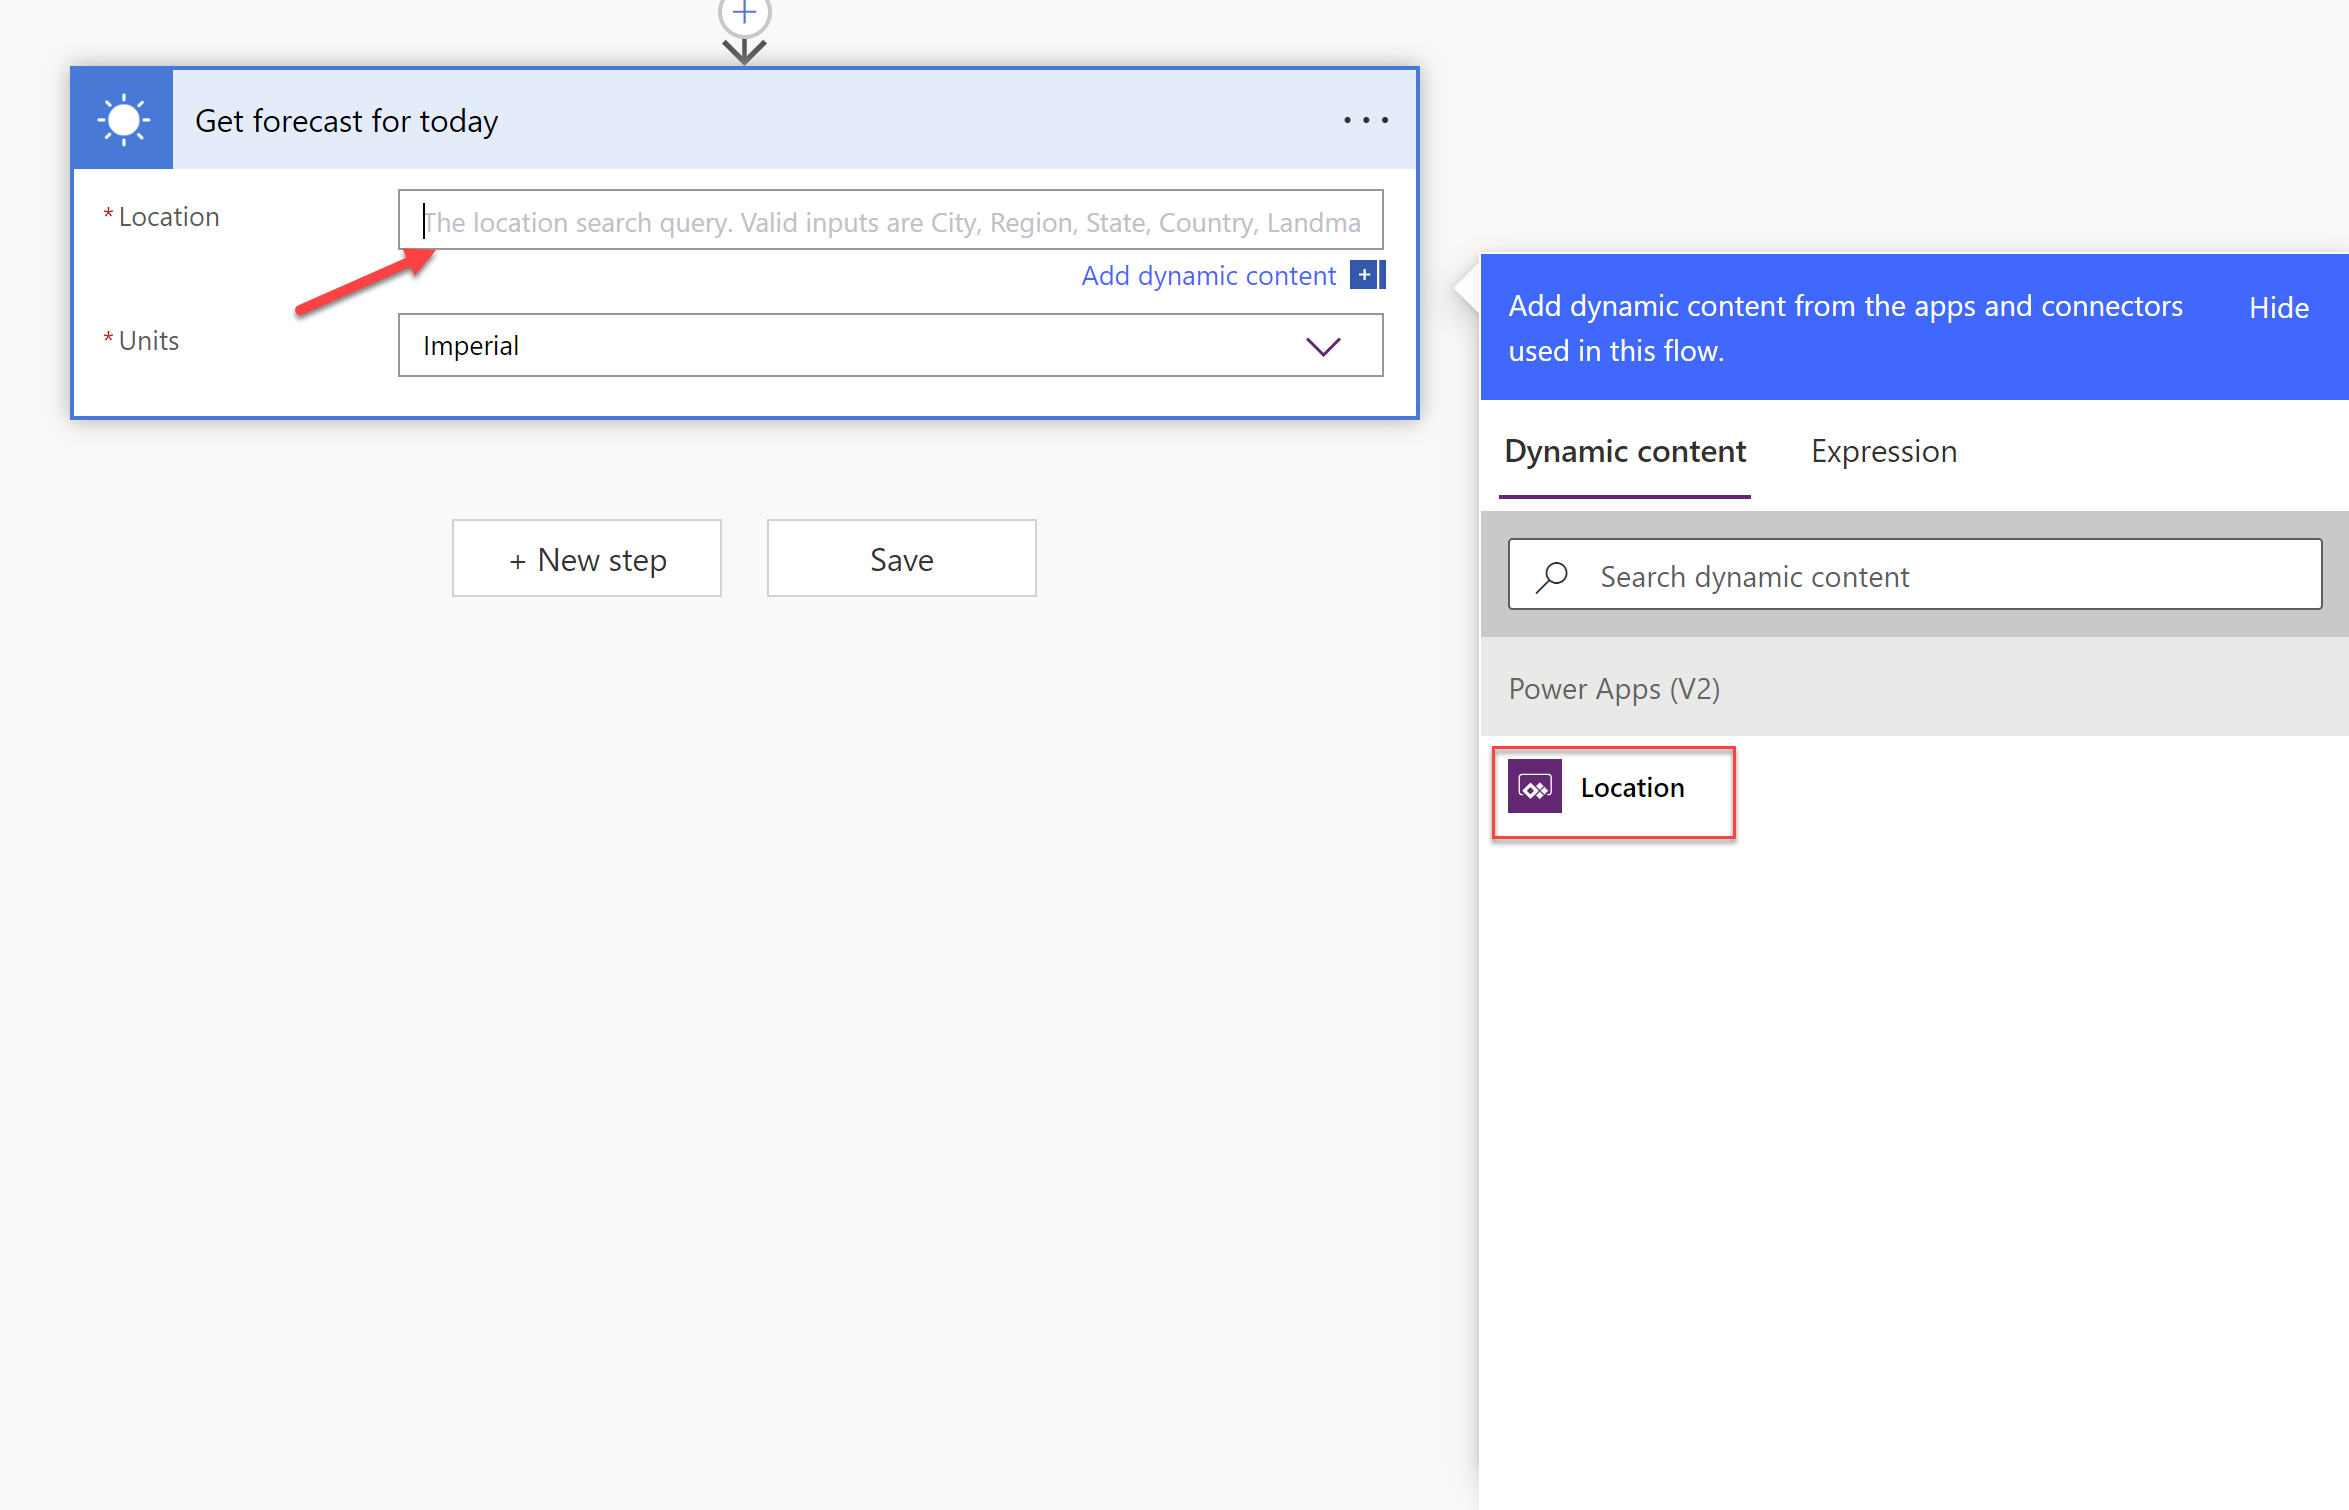 Get forecast for today
* Location
The location search query. Valid inputs are City, Region, State, Country, Landma
Add dynamic content
* Units
Imperial
+ New step
Save
Add dynamic content from the apps and connectors
used in this flow.
Hide
Dynamic content
Expression
Search dynamic content
Power Apps (V2)
Location